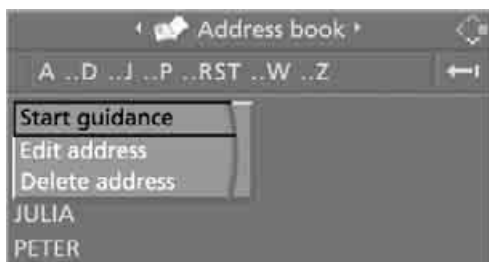 Address book
A ..D ..J ..P ..RST ..W ..Z
Start guidance
Edit address
Delete address
JULIA
PETER